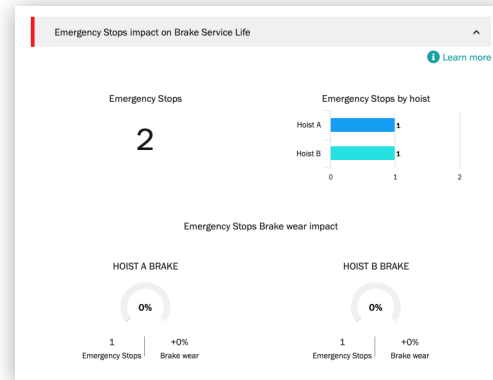 Emergency Stops impact on Brake Service Life
i Learn more
Emergency Stops
2
Emergency Stops by hoist
Hoist A
1
Hoist B
1
0 1 2
Emergency Stops Brake wear impact
HOIST A BRAKE
0%
1 +0%
Emergency Stops Brake wear
HOIST B BRAKE
0%
1 +0%
Emergency Stops Brake wear